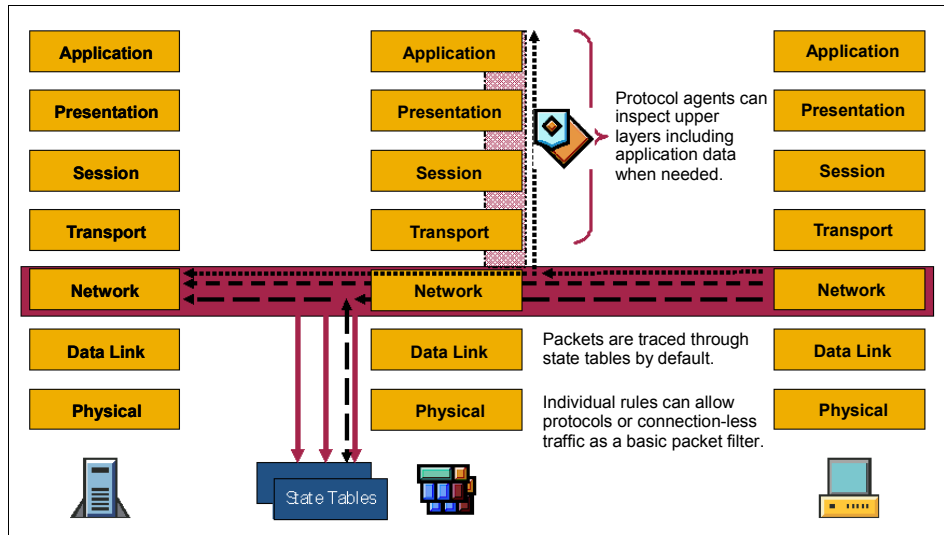 Application
Application
Application
Presentation
Presentation
Presentation
Protocol agents can
inspect upper
layers including
application data
when needed.
Session
Session
Session
Transport
Transport
Transport
Network
Network
Network
Data Link
Data Link
Packets are traced through
state tables by default.
Data Link
Physical
Physical
Individual rules can allow
protocols or connection-less
traffic as a basic packet filter.
Physical
State Tables